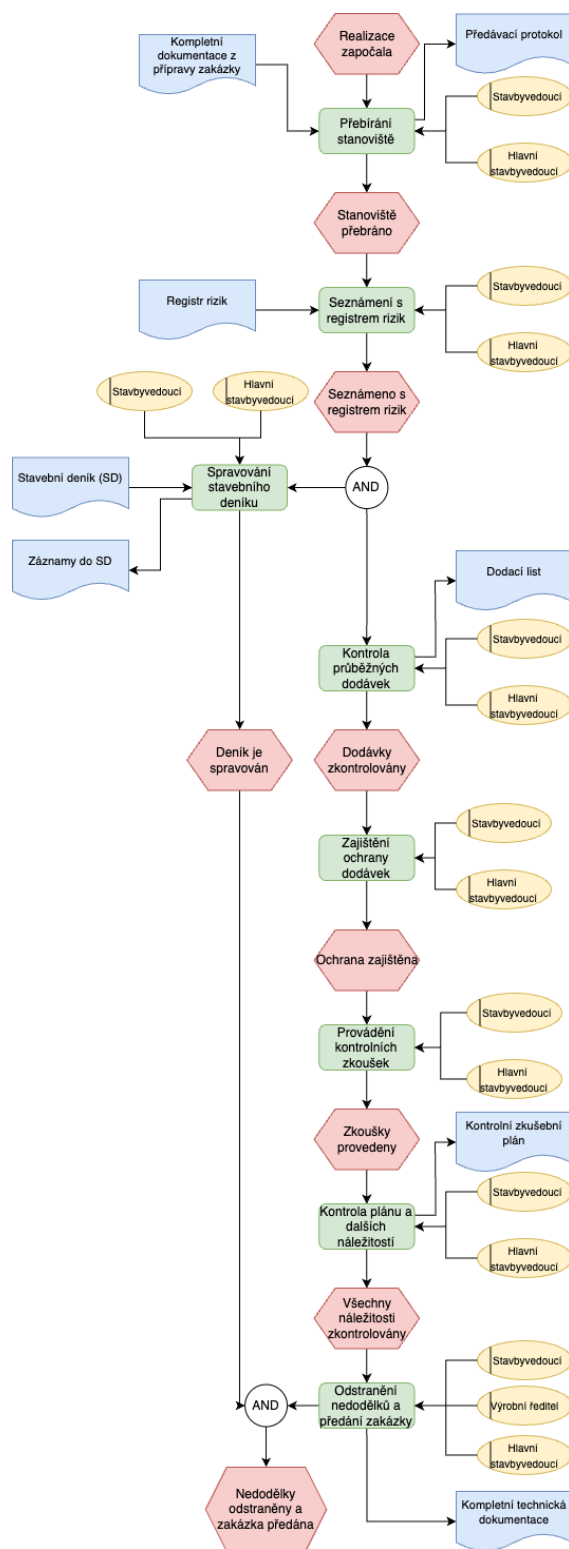 Kompletní
dokumentace z
přípravy zakázky
Realizace
započala
Předávací protokol
Stavbyvedoucí
Přebírání
stanoviště
Hlavní
stavbyvedoucí
Stanoviště
přebráno
Registr rizik
Seznámení s
registrem rizik
Stavbyvedoucí
Hlavní
stavbyvedoucí
Stavbyvedoucí
Hlavní
stavbyvedoucí
Seznámeno s
registrem rizik
Stavební deník (SD)
Spravování
stavebního
deníku
AND
Záznamy do SD
Dodací list
Kontrola
průběžných
dodávek
Stavbyvedoucí
Hlavní
stavbyvedoucí
Deník je
spravován
Dodávky
zkontrolovány
Zajištění
ochrany
dodávek
Stavbyvedoucí
Hlavní
stavbyvedoucí
Ochrana zajištěna
Provádění
kontrolních
zkoušek
Stavbyvedoucí
Hlavní
stavbyvedoucí
Zkoušky
provedeny
Kontrolní zkušební
plán
Kontrola plánu a
dalších
náležitostí
Stavbyvedoucí
Hlavní
stavbyvedoucí
Všechny
náležitosti
zkontrolovány
AND
Odstranění
nedodělků a
předání zakázky
Stavbyvedoucí
Výrobní ředitel
Hlavní
stavbyvedoucí
Nedodělky
odstraněny a
zakázka předána
Kompletní technická
dokumentace